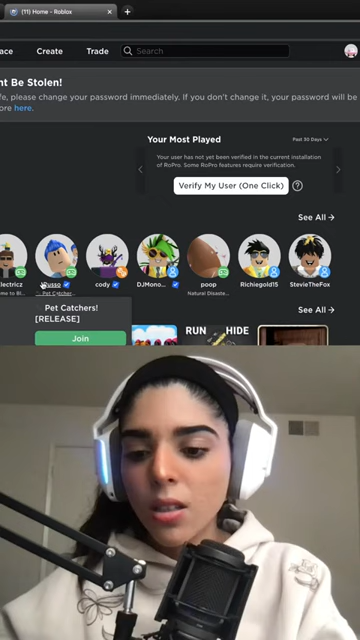 (11) Home - Roblox
ace Create Trade Search
nt Be Stolen!
fe, please change your password immediately. If you don't change it, your password will be
ore here.
Your Most Played
Past 30 Days
Your user has not yet been verified in the current installation
of RoPro. Some RoPro features require verification.
Verify My User (One Click)
See All →
Electricz
cody
DJMono...
poop
Richiegold15
StevieTheFox
me to Bl...
Pet Catcher...
Natural Disaste...
See All →
Pet Catchers!
[RELEASE]
Join
RUN HIDE